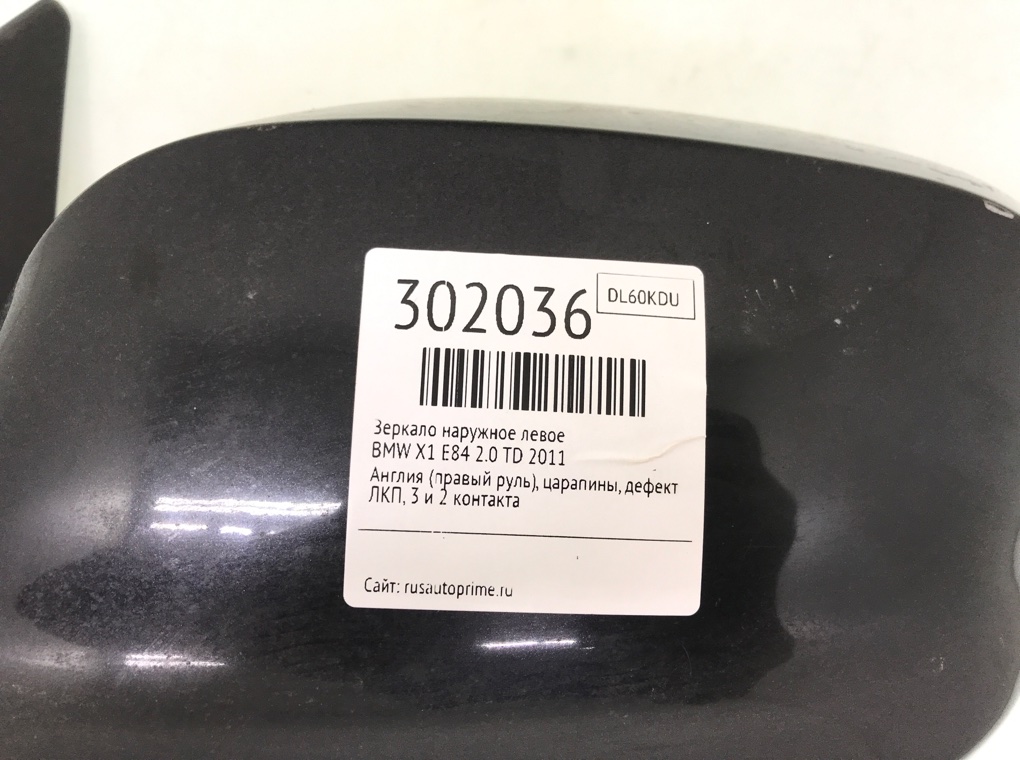 302036
DL60KDU
Зеркало наружное левое
BMW X1 E84 2.0 TD 2011
Англия (правый руль), царапины, дефект
ЛКП, 3 и 2 контакта
Сайт: rusautoprime.ru